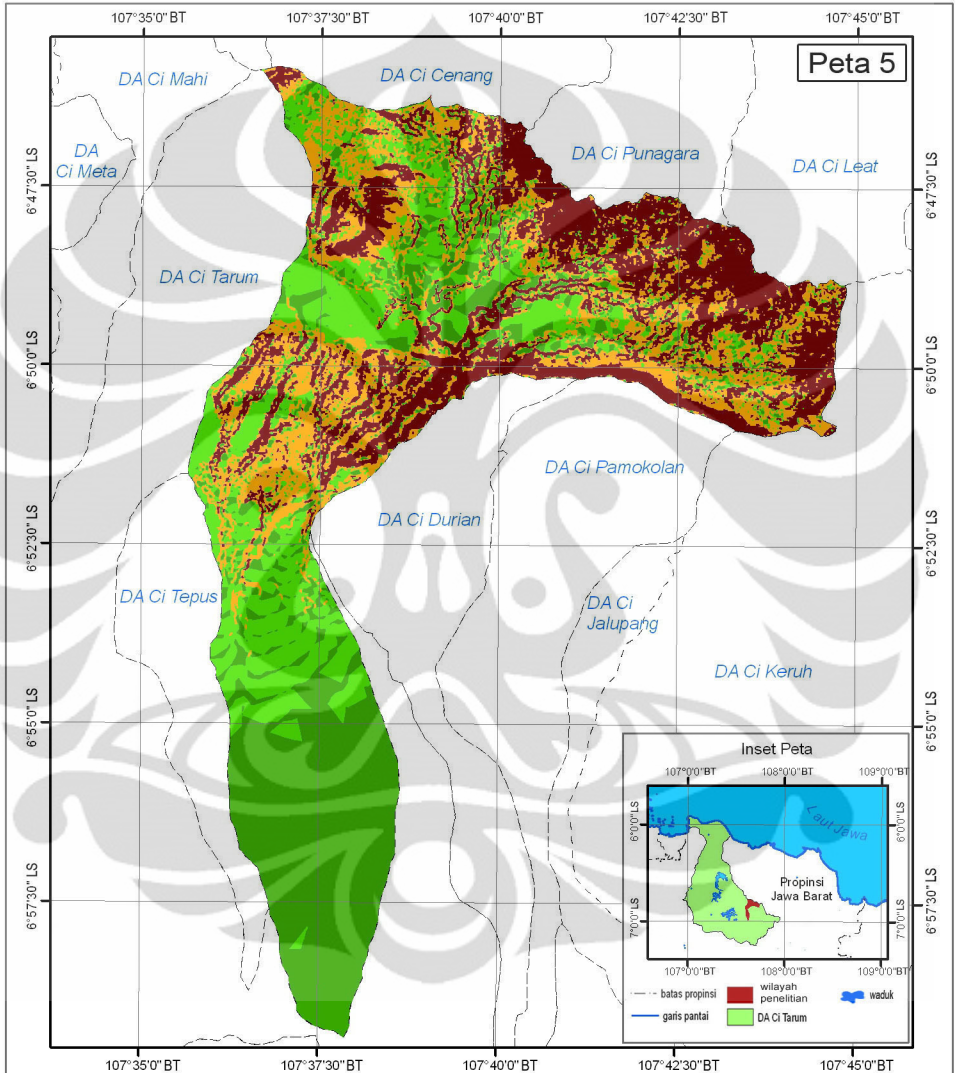 107°35'0"BT
107°37'30"BT
107°40'0"BT
107°42'30"BT
107°45'0"BT
Peta 5
DA Ci Mahi
DA Ci Cenang
DA
Ci Meta
DA Ci Punagara
DA Ci Leat
6°47'30" LS
6°47'30" LS
DA Ci Tarum
6°50'0" LS
6°50'0" LS
DA Ci Pamokolan
DA Ci Durian
6°52'30" LS
6°52'30" LS
DA Ci Tepus
DA Ci
Jalupang
DA Ci Keruh
6°55'0" LS
6°55'0" LS
6°57'30" LS
6°57'30" LS
Inset Peta
107°0'0"BT
108°0'0"BT
109°0'0"BT
6°0'0"LS
6°0'0"LS
Laut Jawa
Propinsi
Jawa Barat
7°0'0"LS
7°0'0"LS
107°0'0"BT
108°0'0"BT
109°0'0"BT
batas propinsi
wilayah
penelitian
waduk
garis pantai
DA Ci Tarum
107°35'0"BT
107°37'30"BT
107°40'0"BT
107°42'30"BT
107°45'0"BT